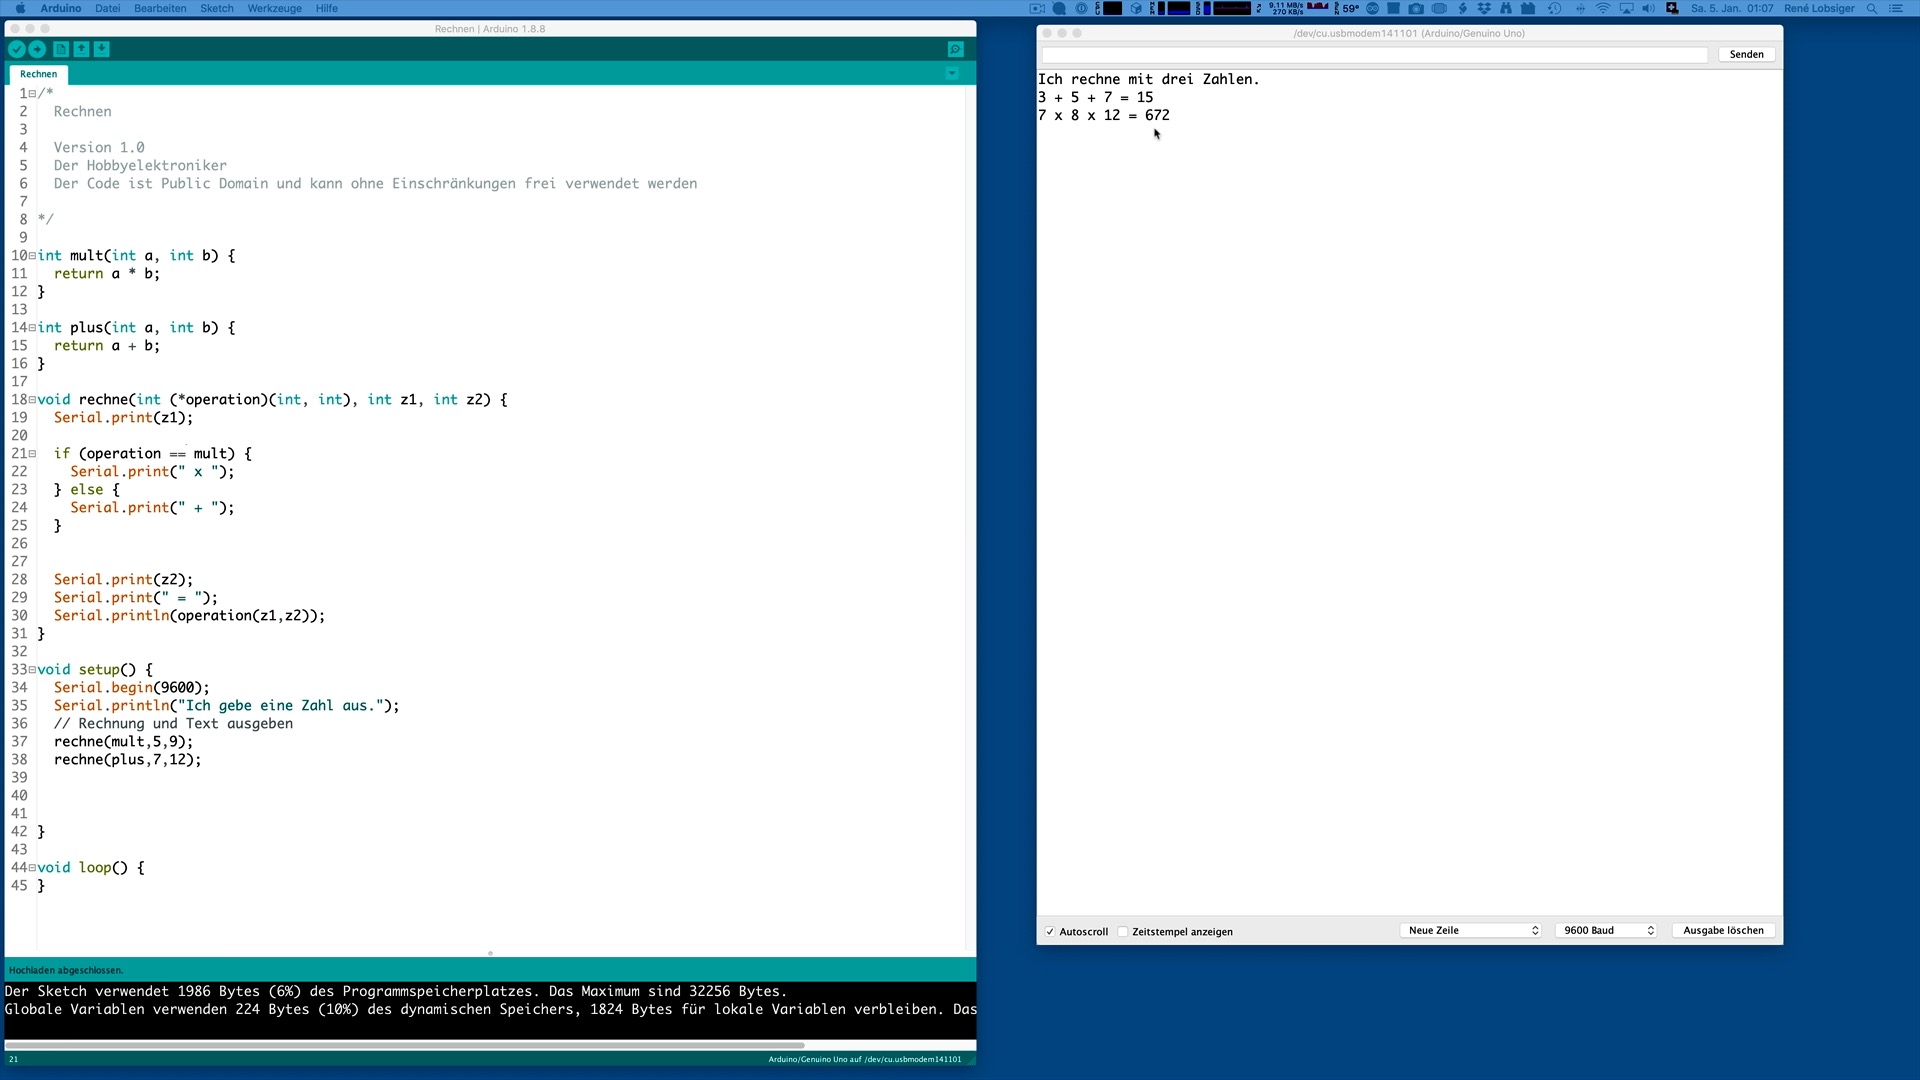 Arduino Datei Bearbeiten Sketch Werkzeuge Hilfe
9.11 MB/s
270 KB/s
59° Sa. 5. Jan. 01:07 René Lobsiger
Rechnen | Arduino 1.8.8
Rechnen
1 /*
2 Rechnen
3
4 Version 1.0
5 Der Hobbyelektroniker
6 Der Code ist Public Domain und kann ohne Einschränkungen frei verwendet werden
7
8 */
9
10 int mult(int a, int b) {
11 return a * b;
12 }
13
14 int plus(int a, int b) {
15 return a + b;
16 }
17
18 void rechne(int (*operation)(int, int), int z1, int z2) {
19 Serial.print(z1);
20
21 if (operation == mult) {
22 Serial.print(" x ");
23 } else {
24 Serial.print(" + ");
25 }
26
27
28 Serial.print(z2);
29 Serial.print(" = ");
30 Serial.println(operation(z1,z2));
31 }
32
33 void setup() {
34 Serial.begin(9600);
35 Serial.println("Ich gebe eine Zahl aus.");
36 // Rechnung und Text ausgeben
37 rechne(mult,5,9);
38 rechne(plus,7,12);
39
40
41
42 }
43
44 void loop() {
45 }
Hochladen abgeschlossen.
Der Sketch verwendet 1986 Bytes (6%) des Programmspeicherplatzes. Das Maximum sind 32256 Bytes.
Globale Variablen verwenden 224 Bytes (10%) des dynamischen Speichers, 1824 Bytes für lokale Variablen verbleiben. Das
21 Arduino/Genuino Uno auf /dev/cu.usbmodem141101
/dev/cu.usbmodem141101 (Arduino/Genuino Uno)
Senden
Ich rechne mit drei Zahlen.
3 + 5 + 7 = 15
7 x 8 x 12 = 672
Autoscroll Zeitstempel anzeigen Neue Zeile 9600 Baud Ausgabe löschen